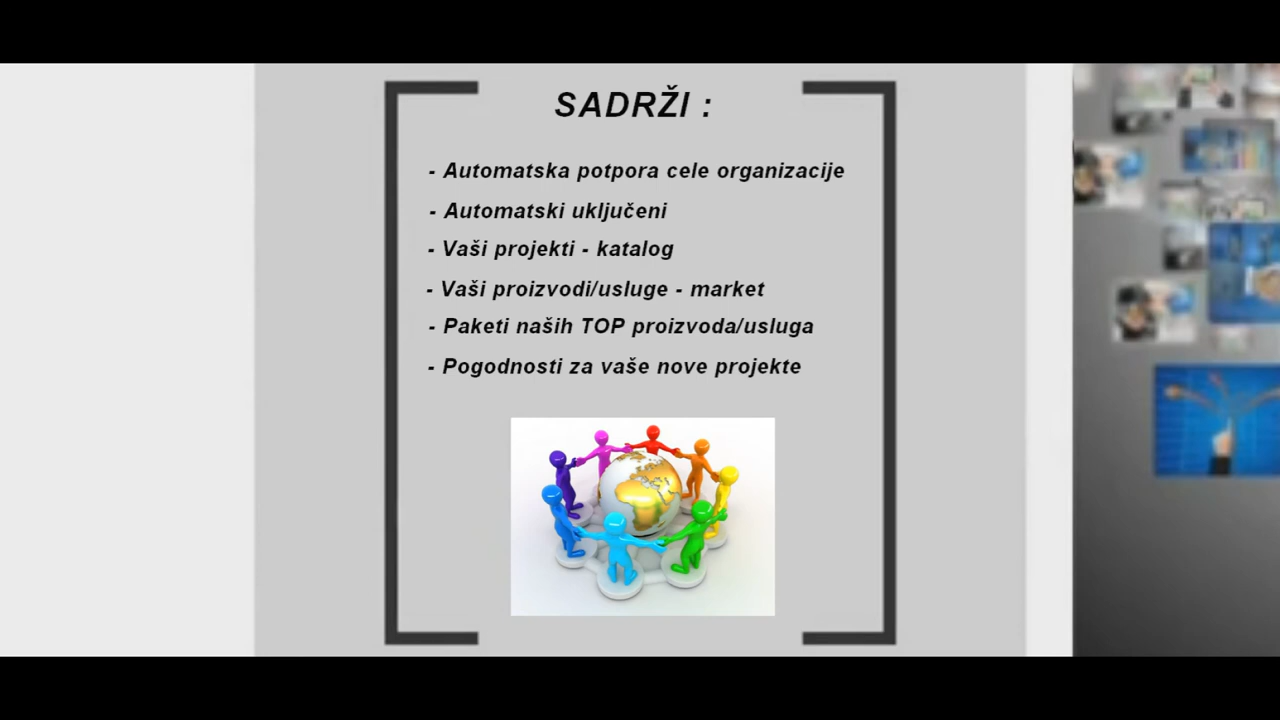 SADRŽI :
- Automatska potpora cele organizacije
- Automatski uključeni
- Vaši projekti - katalog
- Vaši proizvodi/usluge - market
- Paketi naših TOP proizvoda/usluga
- Pogodnosti za vaše nove projekte